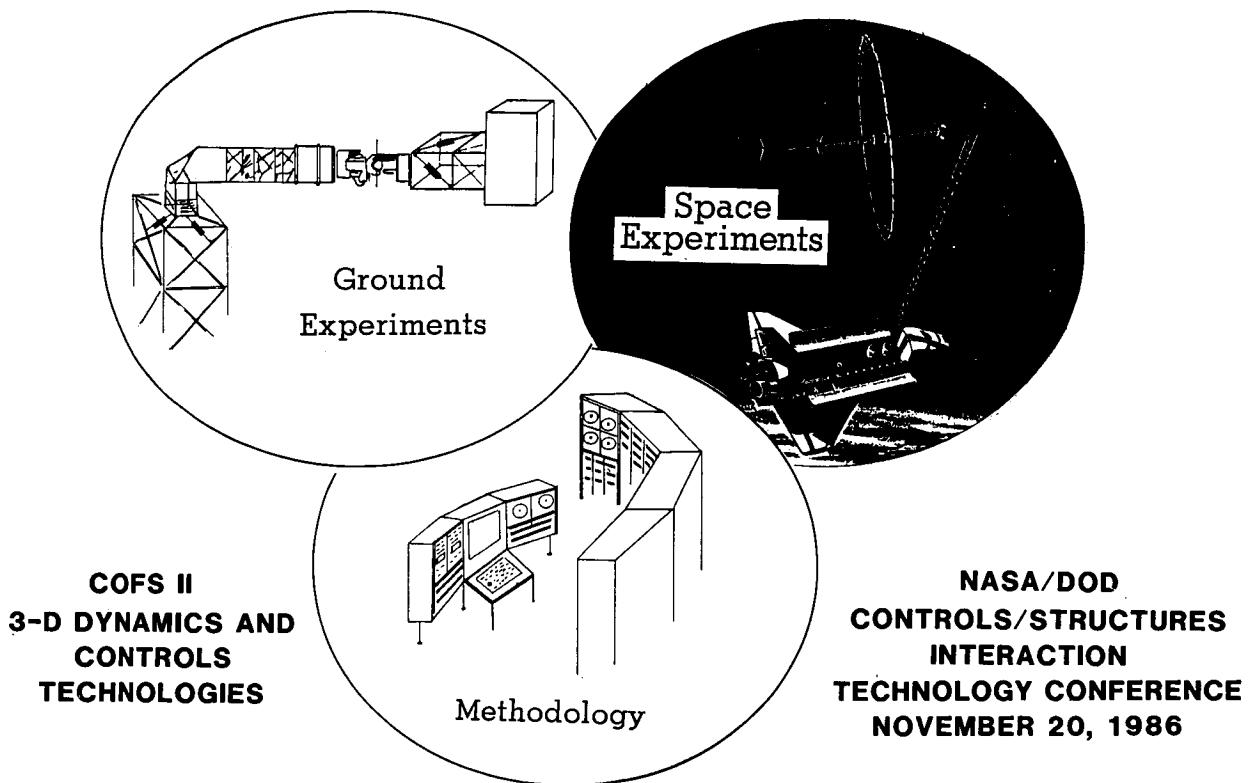 Ground
Experiments
Space
Experiments
Methodology
COFS II
3-D DYNAMICS AND
CONTROLS
TECHNOLOGIES
NASA/DOD
CONTROLS/STRUCTURES
INTERACTION
TECHNOLOGY CONFERENCE
NOVEMBER 20, 1986